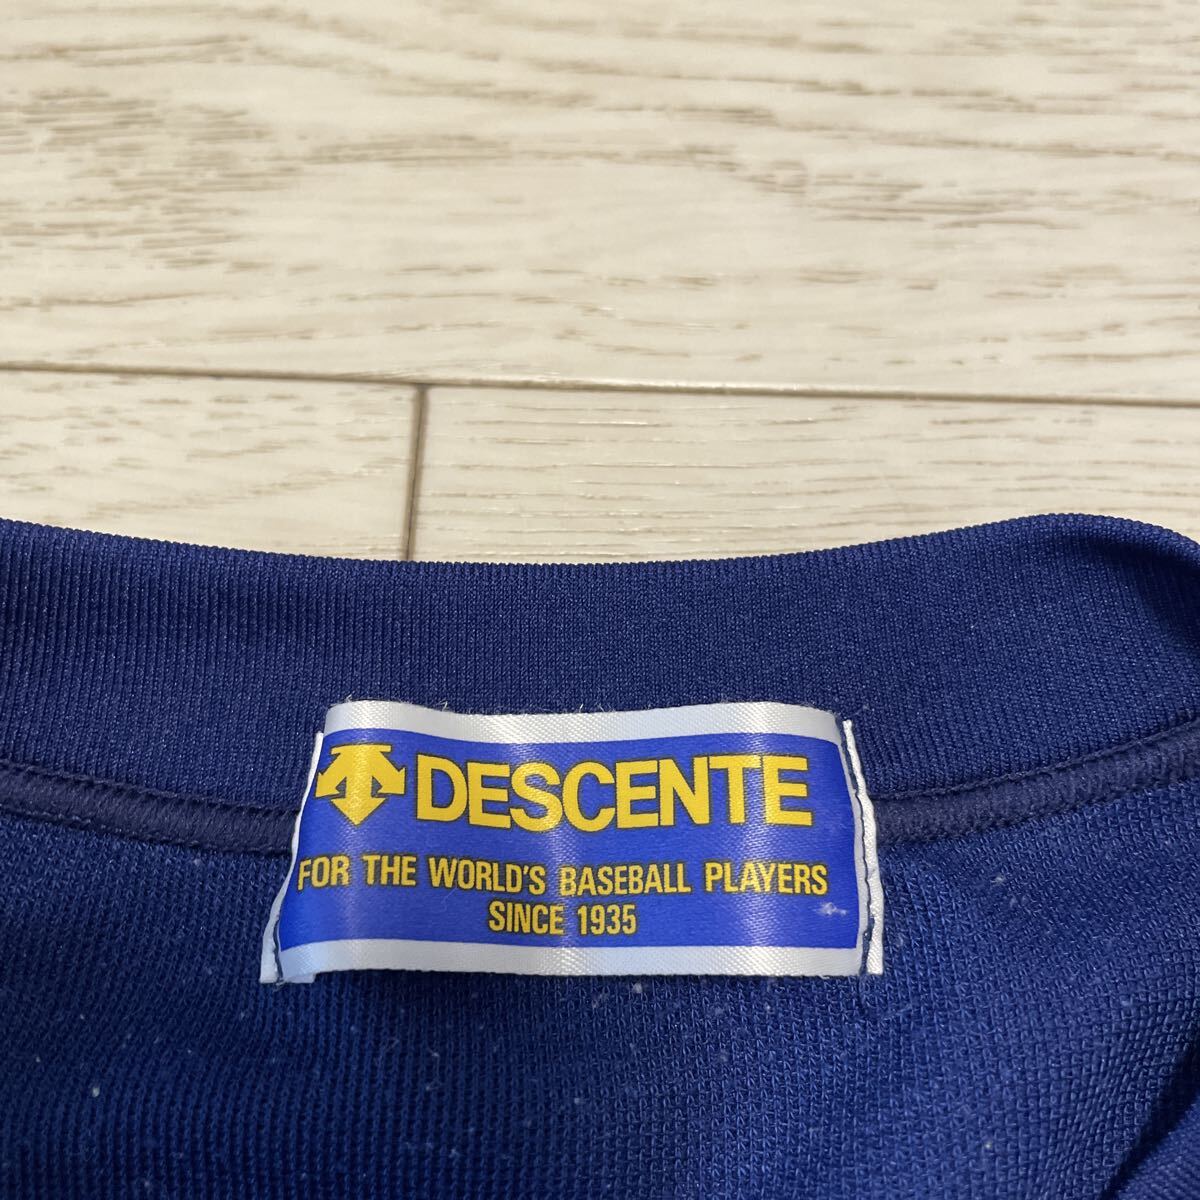 DESCENTE
FOR THE WORLD'S BASEBALL PLAYERS
SINCE 1935